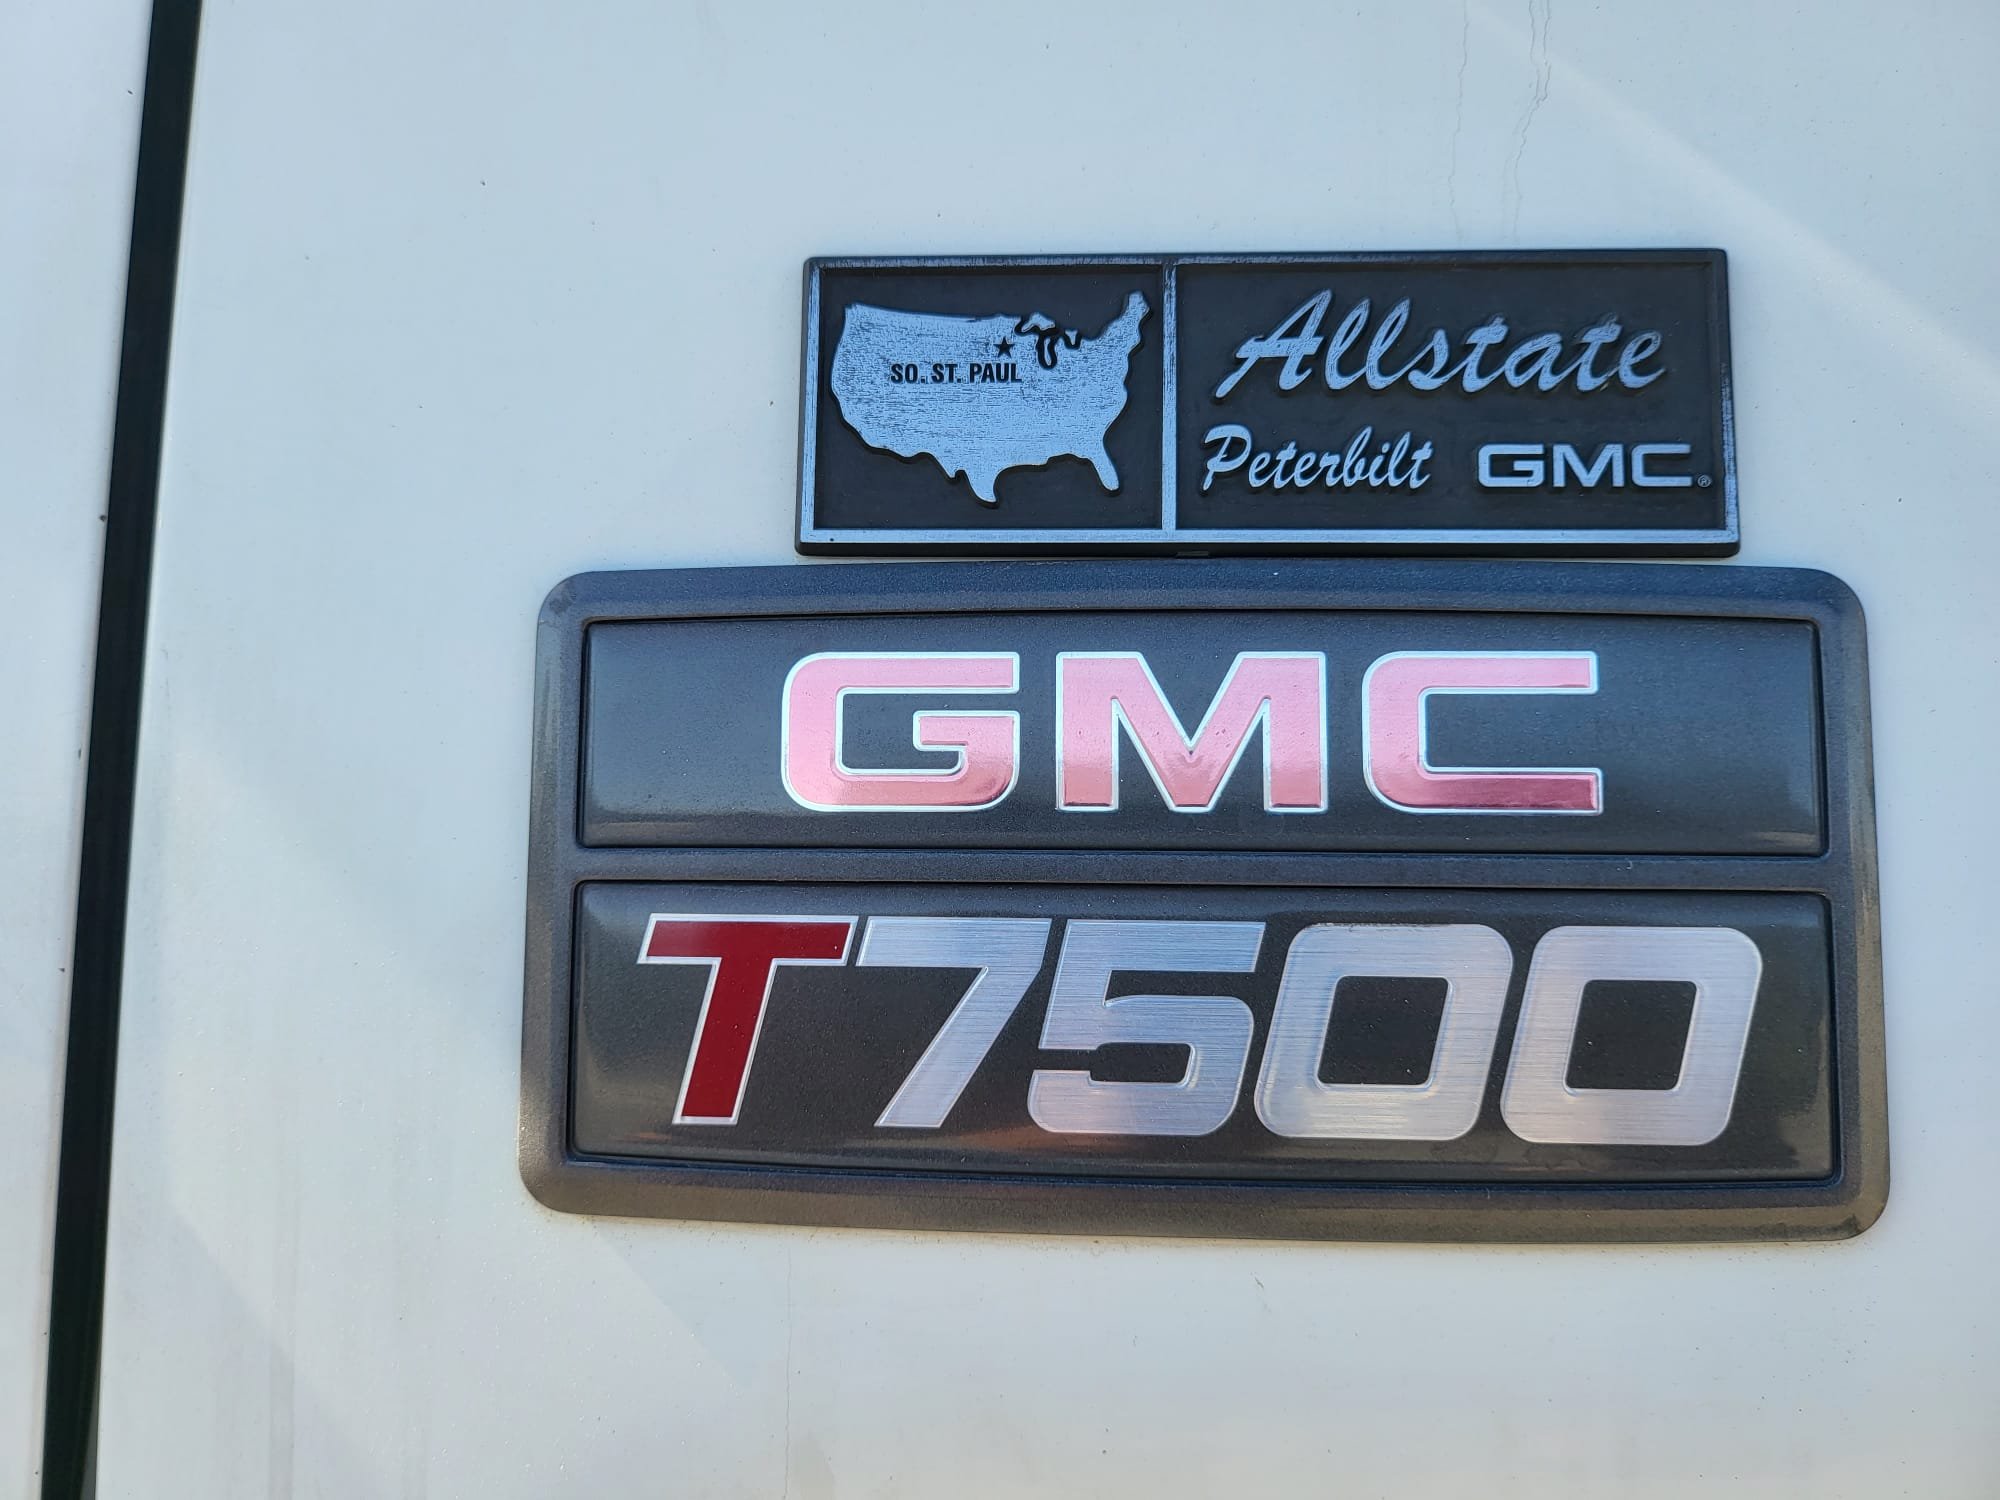 SO. ST. PAUL
Allstate
Peterbilt GMC®
GMC
T7500